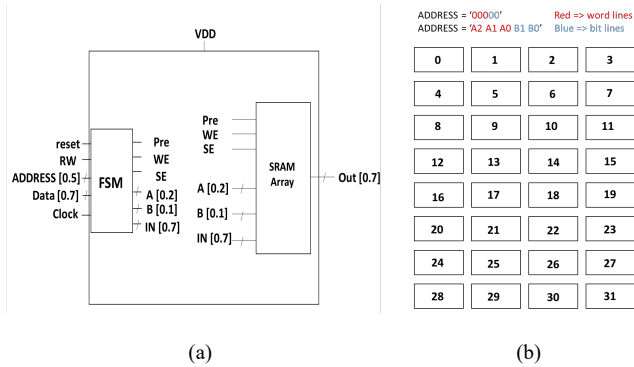 VDD
reset
RW
ADDRESS [0.5]
Data [0.7]
Clock
FSM
Pre
WE
SE
A [0.2]
B [0.1]
IN [0.7]
Pre
WE
SE
A [0.2]
B [0.1]
IN [0.7]
SRAM
Array
Out [0.7]
(a)
ADDRESS = '00000' Red => word lines
ADDRESS = 'A2 A1 A0 B1 B0' Blue => bit lines
0 1 2 3
4 5 6 7
8 9 10 11
12 13 14 15
16 17 18 19
20 21 22 23
24 25 26 27
28 29 30 31
(b)